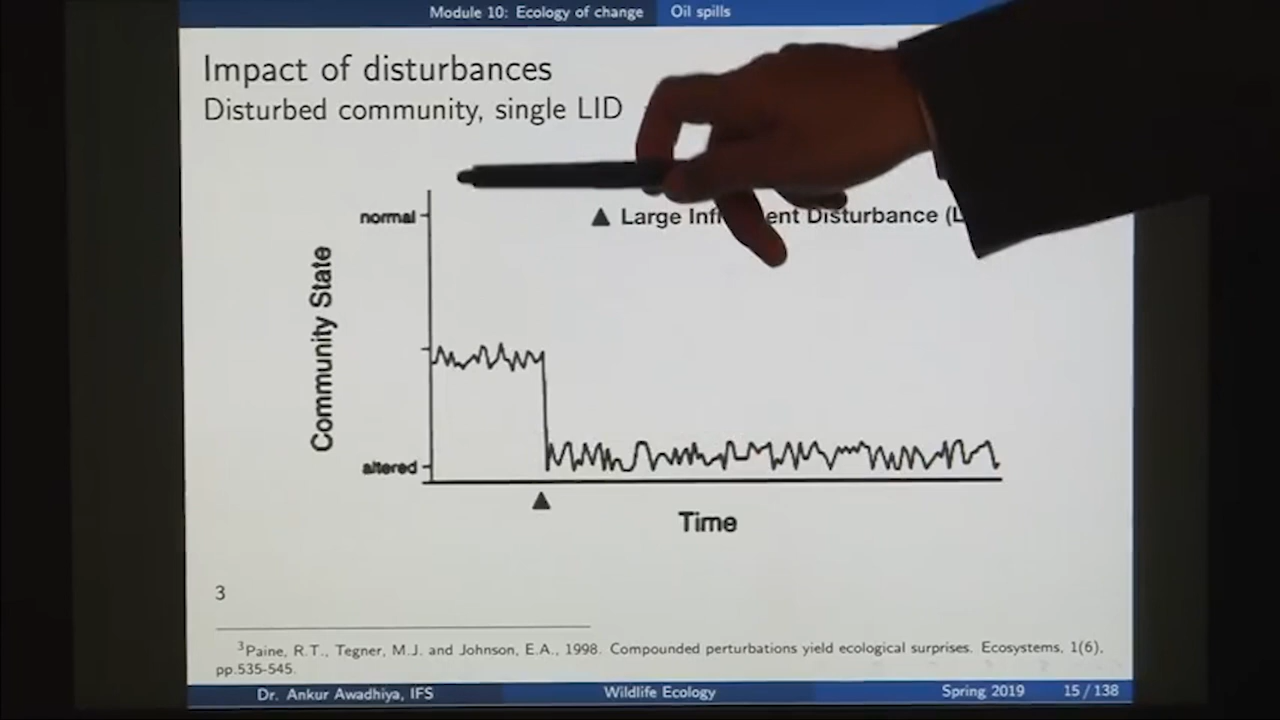 Module 10: Ecology of change Oil spills
Impact of disturbances
Disturbed community, single LID
normal
▲ Large Disturbance
Community State
altered
▲
Time
3
3Paine, R.T., Tegner, M.J. and Johnson, E.A., 1998. Compounded perturbations yield ecological surprises. Ecosystems, 1(6),
pp.535-545.
Dr. Ankur Awadhiya, IFS Wildlife Ecology Spring 2019 15 / 138